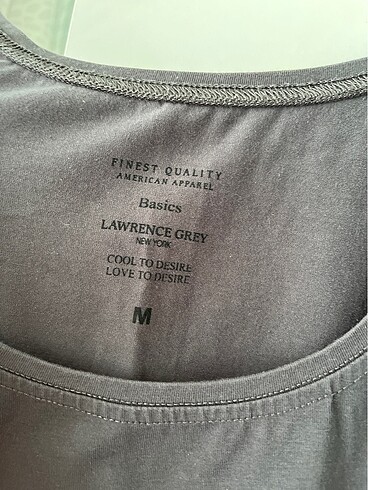 FINEST QUALITY
AMERICAN APPAREL
Basics
LAWRENCE GREY
NEW YORK
COOL TO DESIRE
LOVE TO DESIRE
M